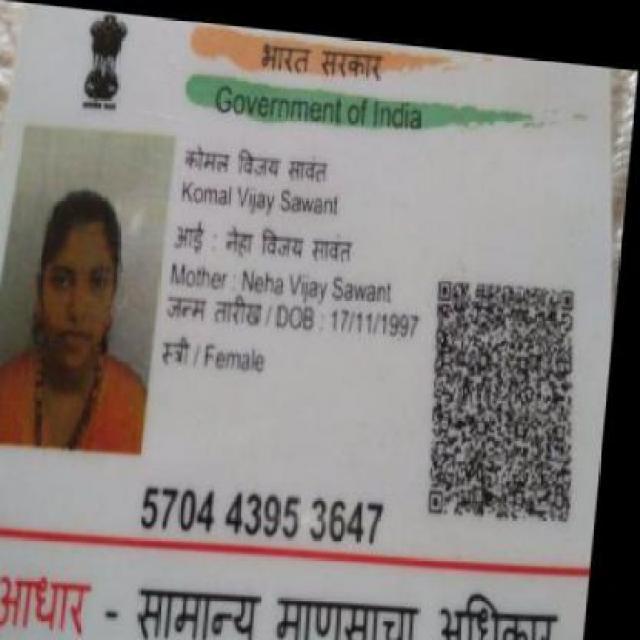 भारत सरकार
Government of India
कोमल विजय सावंत
Komal Vijay Sawant
आई : नेहा विजय सावंत
Mother : Neha Vijay Sawant
जन्म तारीख / DOB : 17/11/1997
स्त्री / Female
5704 4395 3647
आधार - सामान्य माणसाचा अधिकार